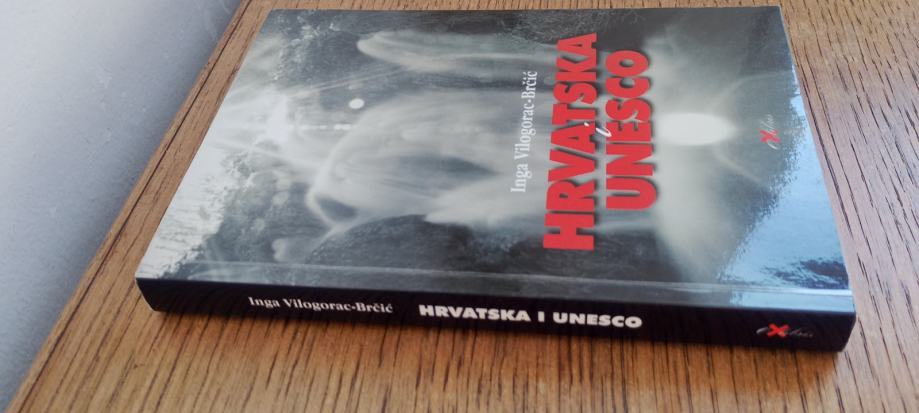 Inga Vilogorac-Brčić
HRVATSKA
i
UNESCO
Inga Vilogorac-Brčić HRVATSKA I UNESCO